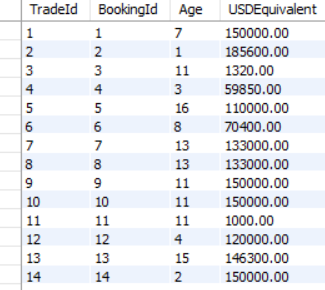 TradeId BookingId Age USDEquivalent
1 1 7 150000.00
2 2 1 185600.00
3 3 11 1320.00
4 4 3 59850.00
5 5 16 110000.00
6 6 8 70400.00
7 7 13 133000.00
8 8 13 133000.00
9 9 11 150000.00
10 10 11 150000.00
11 11 11 1000.00
12 12 4 120000.00
13 13 15 146300.00
14 14 2 150000.00